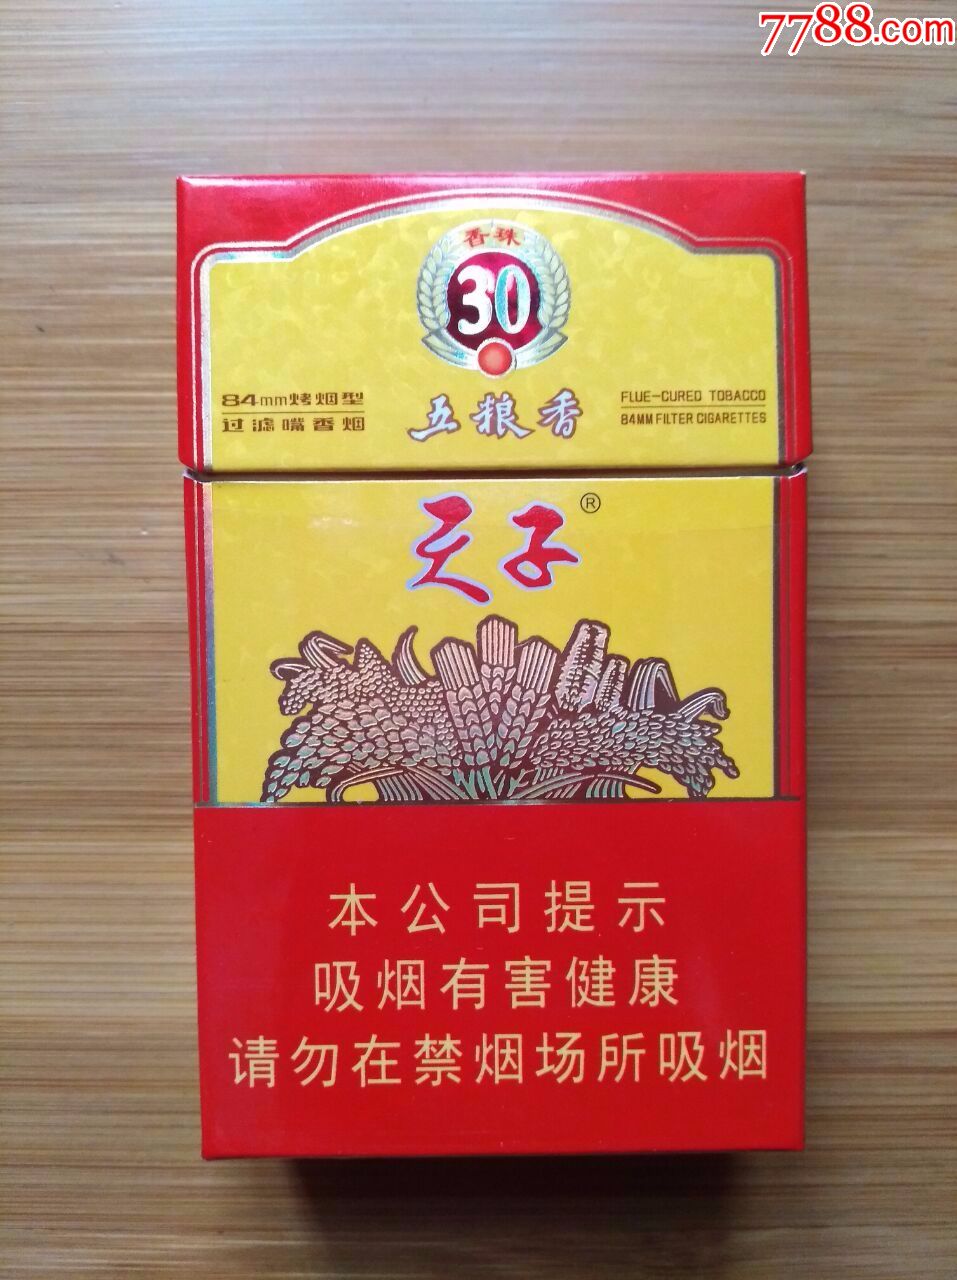 7788.com
香珠
30
84mm烤烟型
过滤嘴香烟
五粮香
FLUE-CURED TOBACCO
84MM FILTER CIGARETTES
天子®
本公司提示
吸烟有害健康
请勿在禁烟场所吸烟